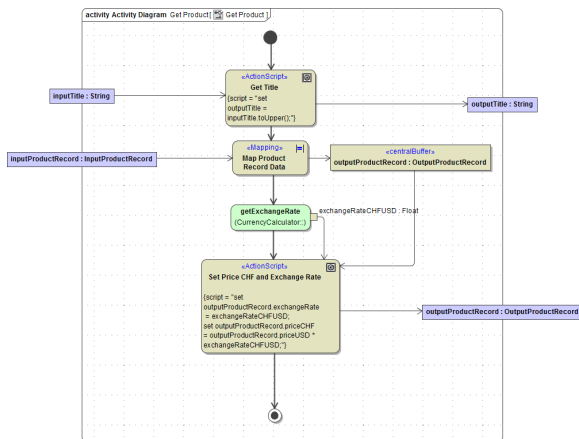 activity Activity Diagram Get Product[ Get Product ]
«ActionScript»
Get Title
{script = "set
outputTitle =
inputTitle.toUpper();"}
inputTitle : String
outputTitle : String
«Mapping»
Map Product
Record Data
inputProductRecord : InputProductRecord
«centralBuffer»
outputProductRecord : OutputProductRecord
getExchangeRate
(CurrencyCalculator::)
exchangeRateCHFUSD : Float
«ActionScript»
Set Price CHF and Exchange Rate
{script = "set
outputProductRecord.exchangeRate
= exchangeRateCHFUSD;
set outputProductRecord.priceCHF
= outputProductRecord.priceUSD *
exchangeRateCHFUSD;"}
outputProductRecord : OutputProductRecord